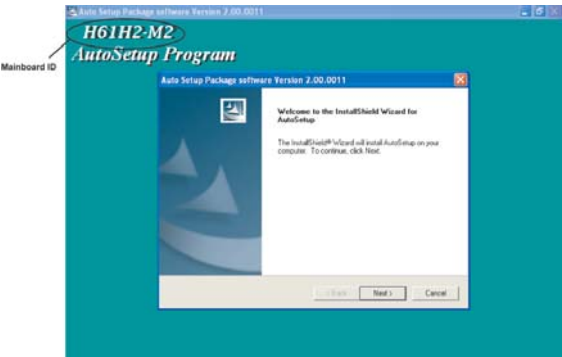 Auto Setup Package software Version 2.00.0011
H61H2-M2
Mainboard ID
AutoSetup Program
Auto Setup Package software Version 2.00.0011
Welcome to the InstallShield Wizard for
AutoSetup
The InstallShield® Wizard will install AutoSetup on your
computer. To continue, click Next.
< Back
Next >
Cancel